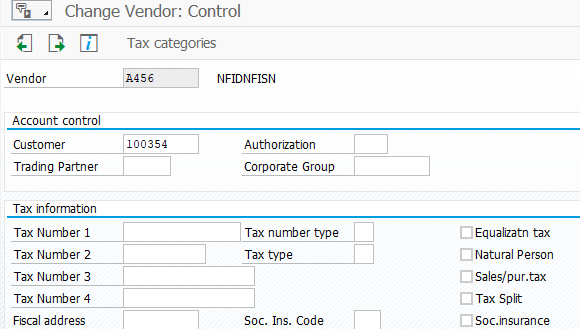 Change Vendor: Control
Tax categories
Vendor A456 NFIDNFISN
Account control
Customer 100354 Authorization
Trading Partner Corporate Group
Tax information
Tax Number 1 Tax number type Equalizatn tax
Tax Number 2 Tax type Natural Person
Tax Number 3 Sales/pur.tax
Tax Number 4 Tax Split
Fiscal address Soc. Ins. Code Soc.insurance